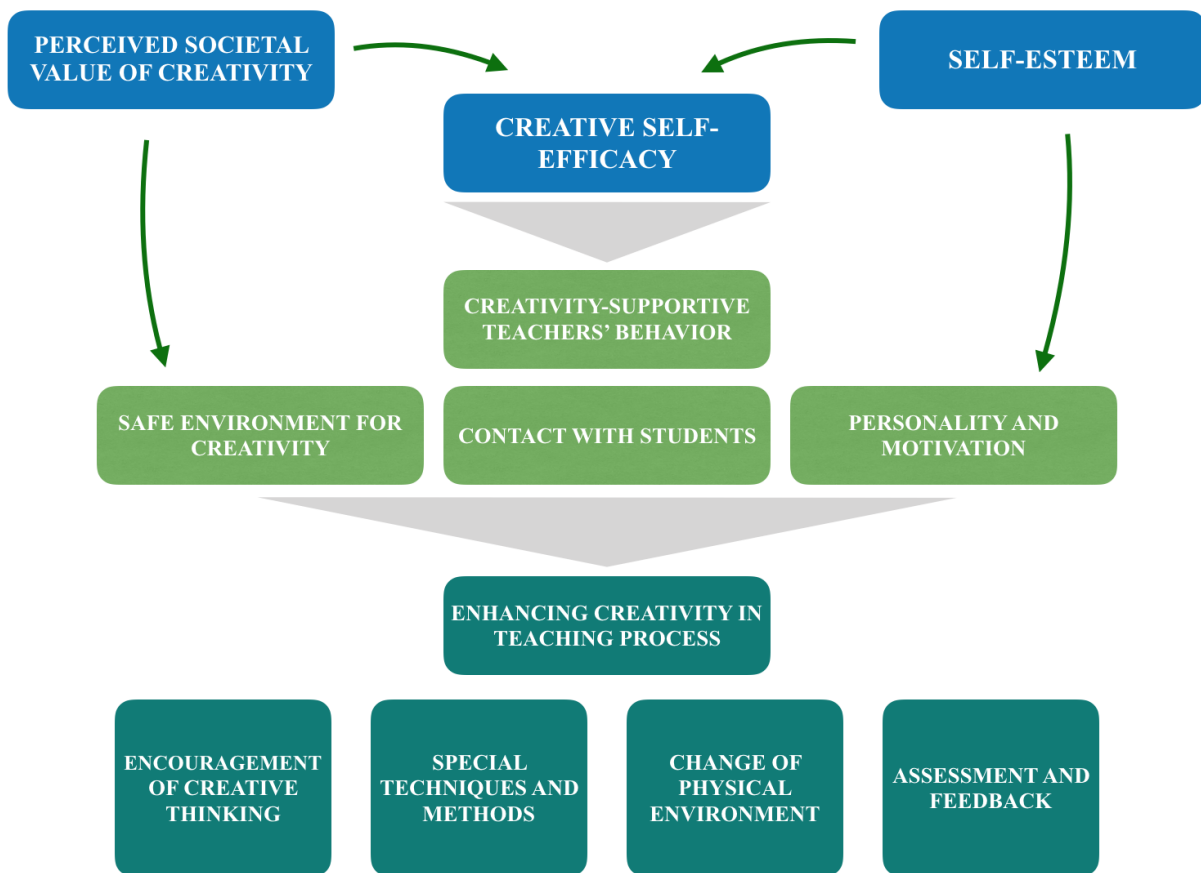 PERCEIVED SOCIETAL
VALUE OF CREATIVITY
SELF-ESTEEM
CREATIVE SELF-
EFFICACY
CREATIVITY-SUPPORTIVE
TEACHERS’ BEHAVIOR
SAFE ENVIRONMENT FOR
CREATIVITY
CONTACT WITH STUDENTS
PERSONALITY AND
MOTIVATION
ENHANCING CREATIVITY IN
TEACHING PROCESS
ENCOURAGEMENT
OF CREATIVE
THINKING
SPECIAL
TECHNIQUES AND
METHODS
CHANGE OF
PHYSICAL
ENVIRONMENT
ASSESSMENT AND
FEEDBACK